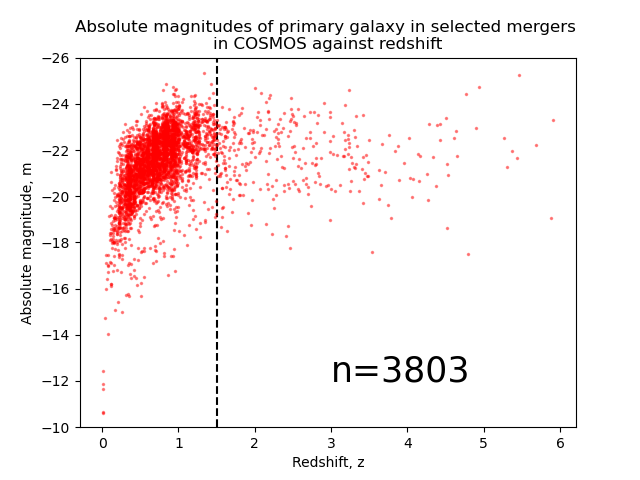 Absolute magnitudes of primary galaxy in selected mergers
in COSMOS against redshift
−26
−24
−22
−20
−18
−16
−14
−12
−10
Absolute magnitude, m
n=3803
0 1 2 3 4 5 6
Redshift, z